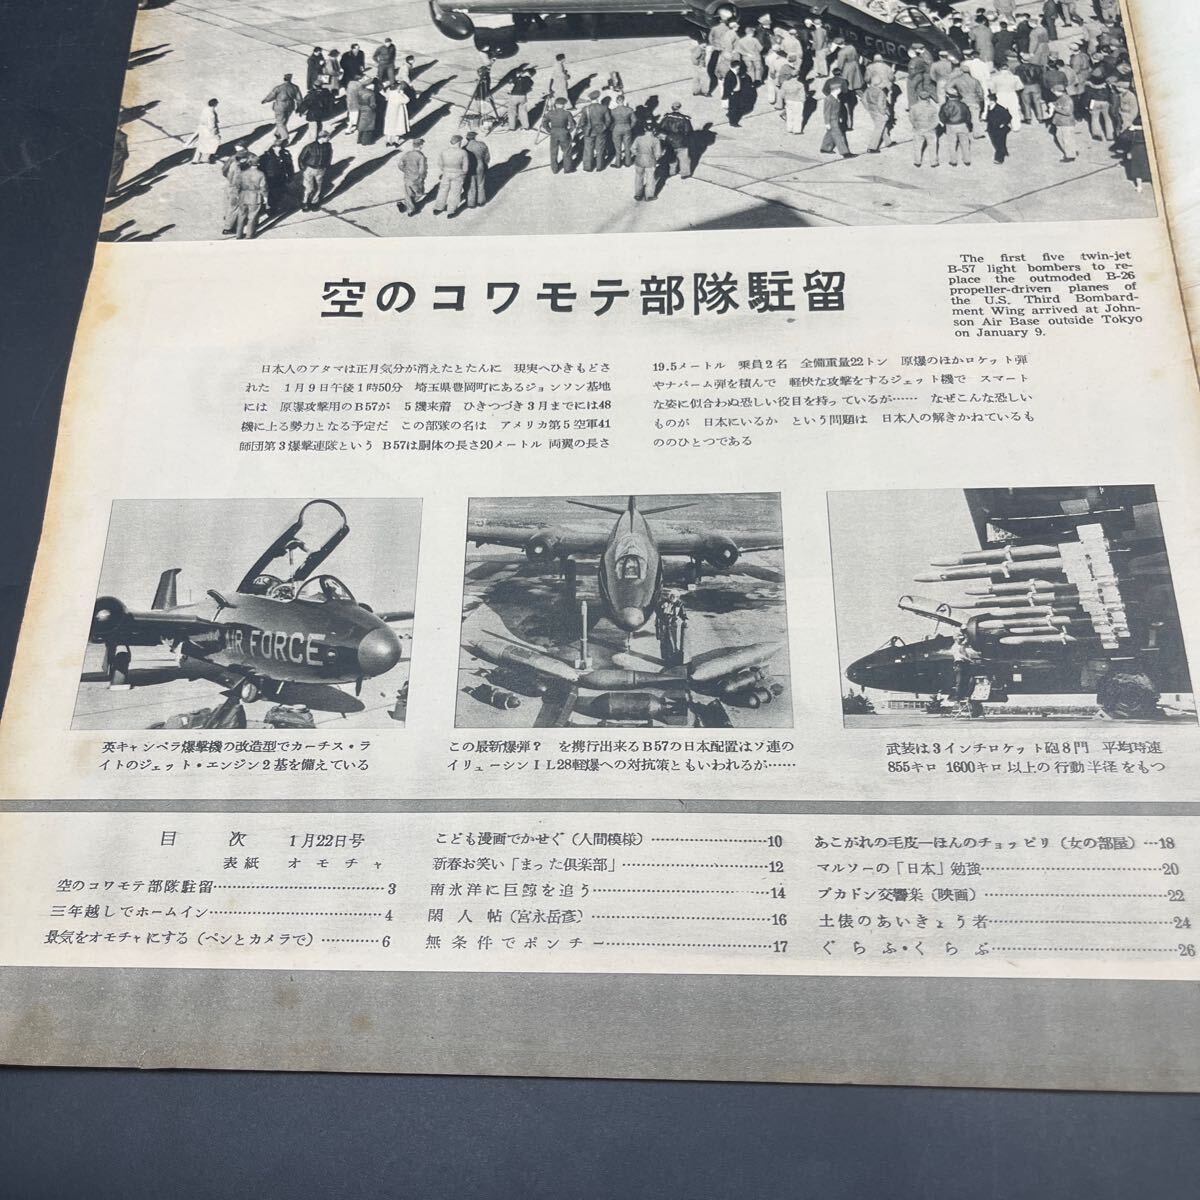 AIR FORCE
空のコワモテ部隊駐留
The first five twin-jet
B-57 light bombers to re-
place the outmoded B-26
propeller-driven planes of
the U.S. Third Bombard-
ment Wing arrived at John-
son Air Base outside Tokyo
on January 9.
日本人のアタマは正月気分が消えたとたんに 現実へひきもどさ
れた 1月9日午後1時50分 埼玉県豊岡町にあるジョンソン基地
には 原爆攻撃用のB57が 5機来着 ひきつづき3月までには48
機に上る勢力となる予定だ この部隊の名は アメリカ第5空軍41
師団第3爆撃連隊という B57は胴体の長さ20メートル 両翼の長さ
19.5メートル 乗員2名 全備重量22トン 原爆のほかロケット弾
やナパーム弾を積んで 軽快な攻撃をするジェット機で スマート
な姿に似合わぬ恐しい役目を持っているが…… なぜこんな恐しい
ものが 日本にいるか という問題は 日本人の解きかねているも
ののひとつである
AIR FORCE
英キャンベラ爆撃機の改造型でカーチス・ラ
イトのジェット・エンジン2基を備えている
この最新爆弾? を携行出来るB57の日本配置はソ連の
イリューシンIL28軽爆への対抗策ともいわれるが……
武装は3インチロケット砲8門 平均時速
855キロ 1600キロ以上の行動半径をもつ
目 次 1月22日号
表紙 オモチャ
空のコワモテ部隊駐留……………………………3
三年越しでホームイン……………………………4
景気をオモチャにする(ペンとカメラで)…………6
こども漫画でかせぐ(人間模様)……………………10
新春お笑い「まった倶楽部」………………………12
南氷洋に巨鯨を追う…………………………………14
閑人帖(宮永岳彦)……………………………………16
無条件でポンチー……………………………………17
あこがれの毛皮―ほんのチョッピリ(女の部屋)…18
マルソーの「日本」勉強……………………………20
プカドン交響楽(映画)………………………………22
土俵のあいきょう者…………………………………24
ぐらふ・くらぶ………………………………………26